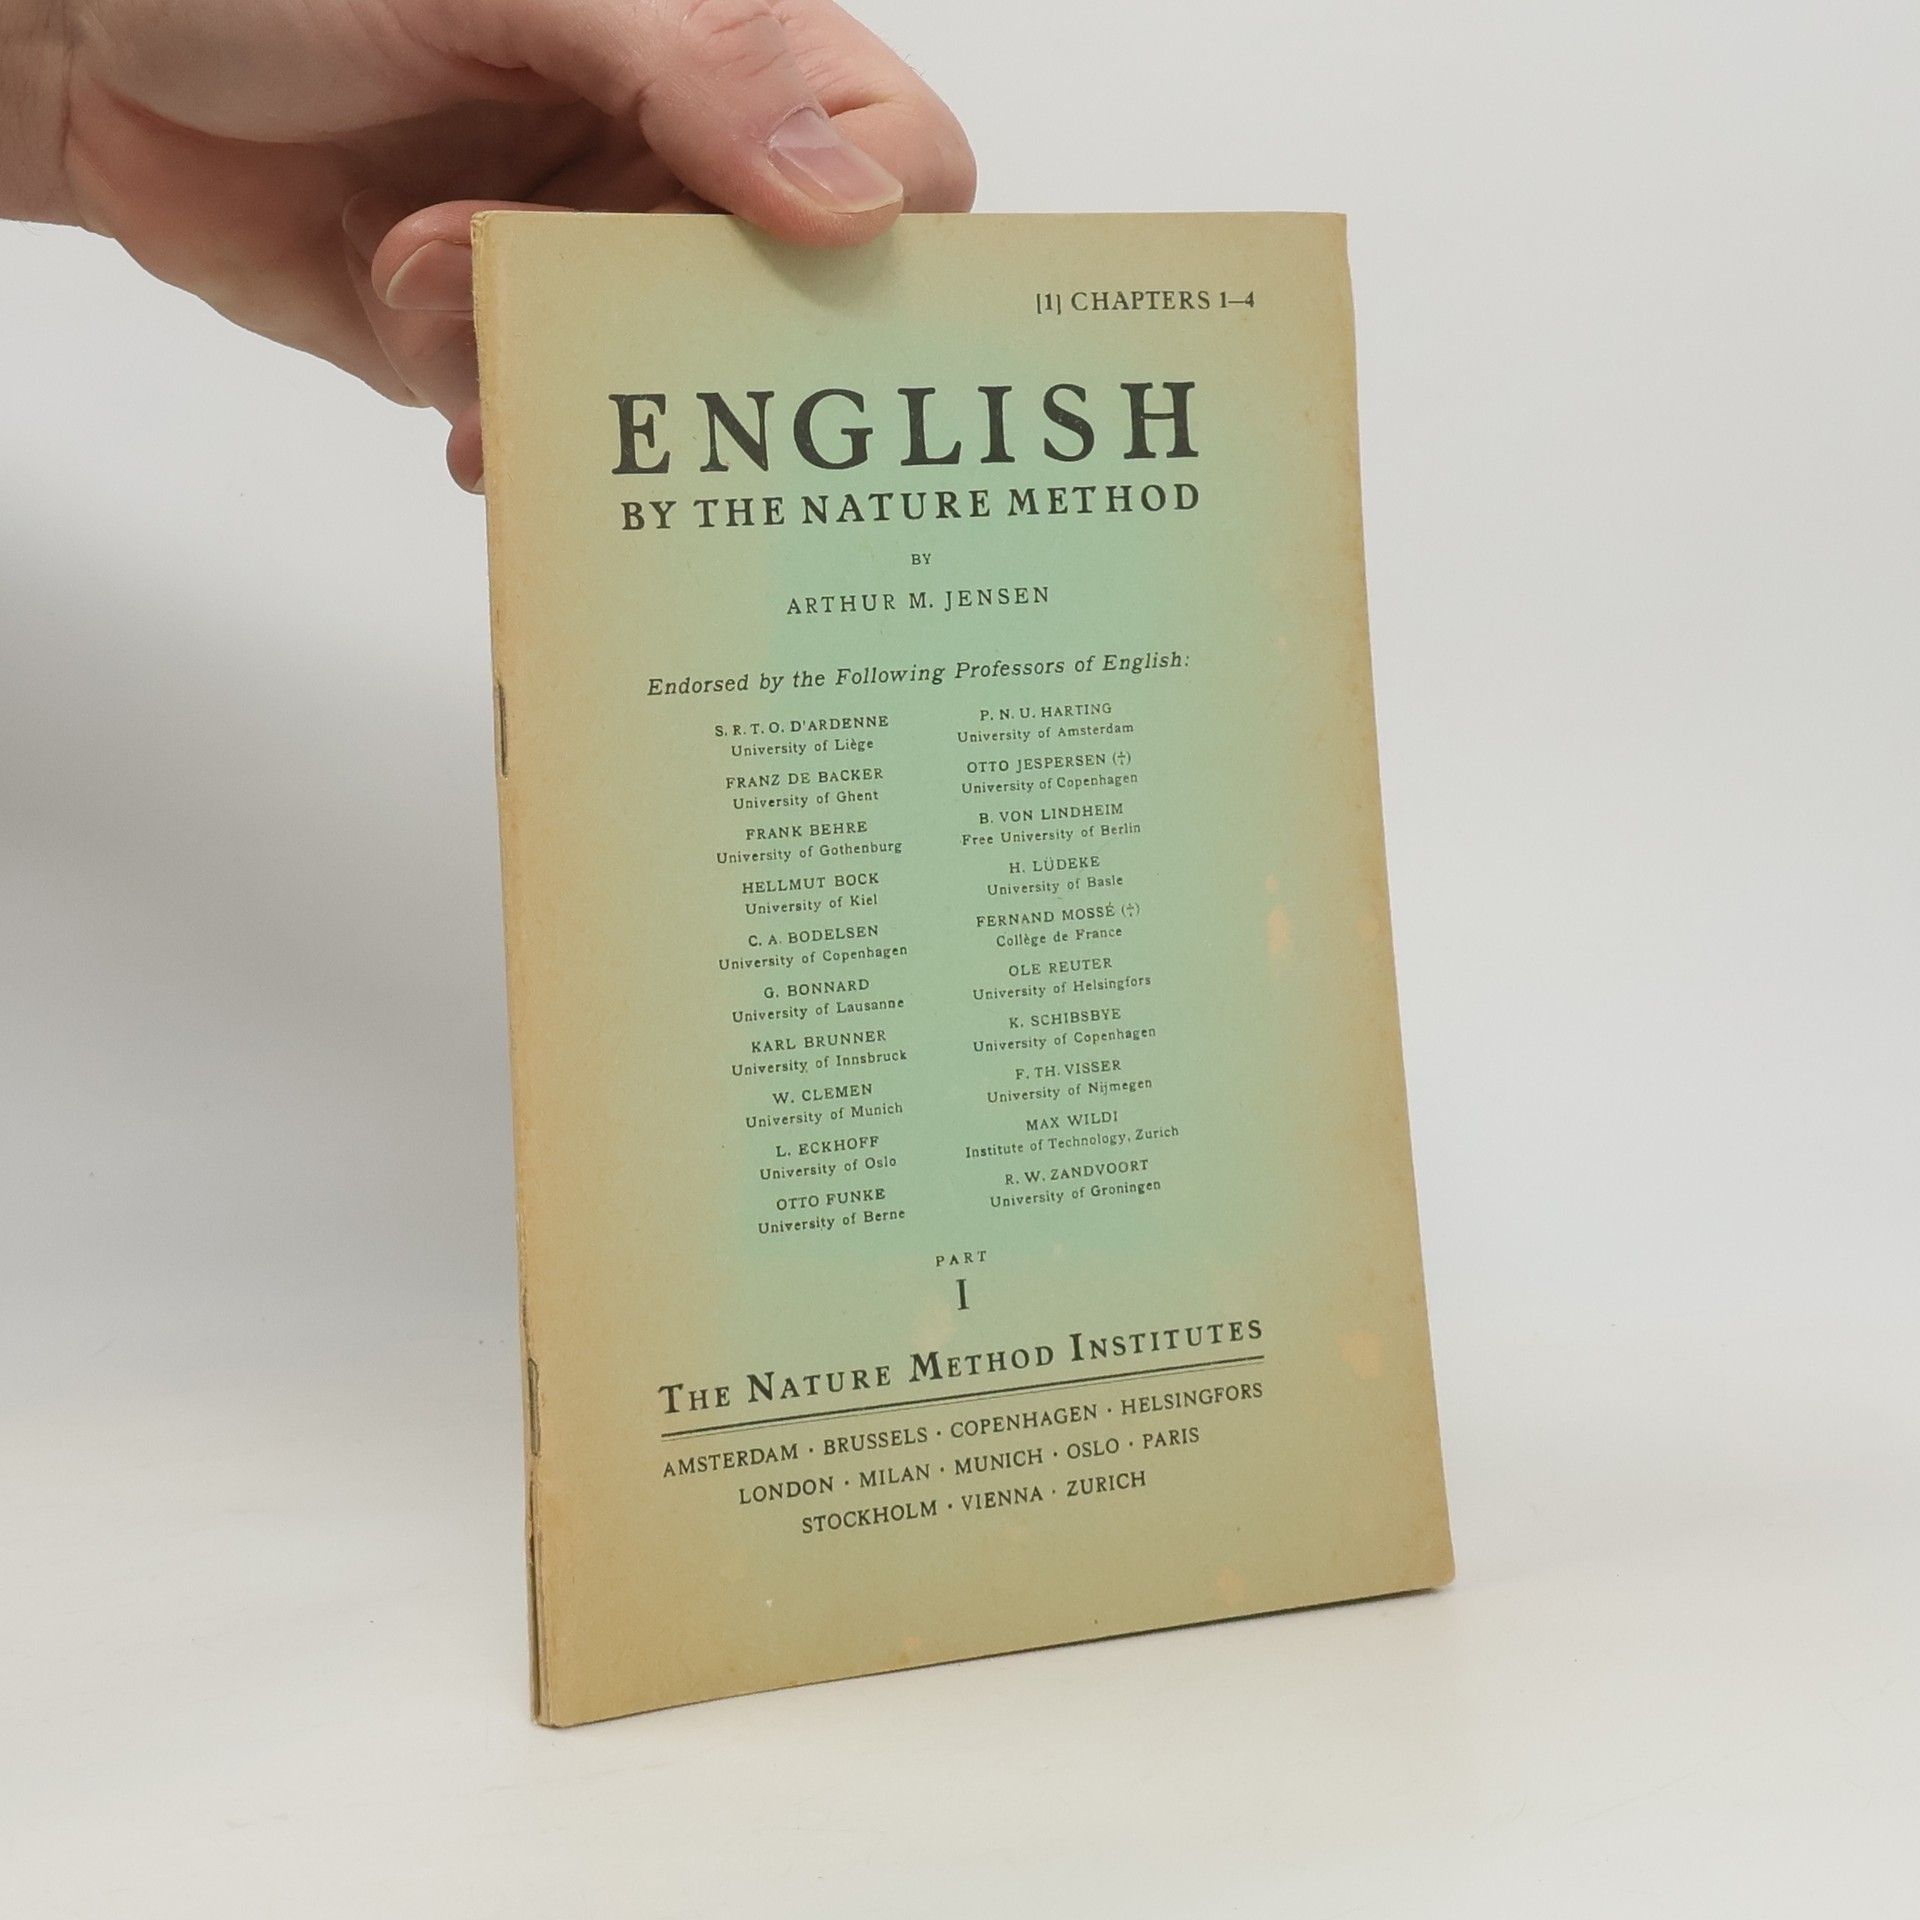 [1] CHAPTERS 1—4
ENGLISH
BY THE NATURE METHOD
BY
ARTHUR M. JENSEN
Endorsed by the Following Professors of English:
S. R. T. O. D'ARDENNE
University of Liège
FRANZ DE BACKER
University of Ghent
FRANK BEHRE
University of Gothenburg
HELLMUT BOCK
University of Kiel
C. A. BODELSEN
University of Copenhagen
G. BONNARD
University of Lausanne
KARL BRUNNER
University of Innsbruck
W. CLEMEN
University of Munich
L. ECKHOFF
University of Oslo
OTTO FUNKE
University of Berne
P. N. U. HARTING
University of Amsterdam
OTTO JESPERSEN (†)
University of Copenhagen
B. VON LINDHEIM
Free University of Berlin
H. LÜDEKE
University of Basle
FERNAND MOSSÉ (†)
Collège de France
OLE REUTER
University of Helsingfors
K. SCHIBSBYE
University of Copenhagen
F. TH. VISSER
University of Nijmegen
MAX WILDI
Institute of Technology, Zurich
R. W. ZANDVOORT
University of Groningen
PART
I
THE NATURE METHOD INSTITUTES
AMSTERDAM · BRUSSELS · COPENHAGEN · HELSINGFORS
LONDON · MILAN · MUNICH · OSLO · PARIS
STOCKHOLM · VIENNA · ZURICH